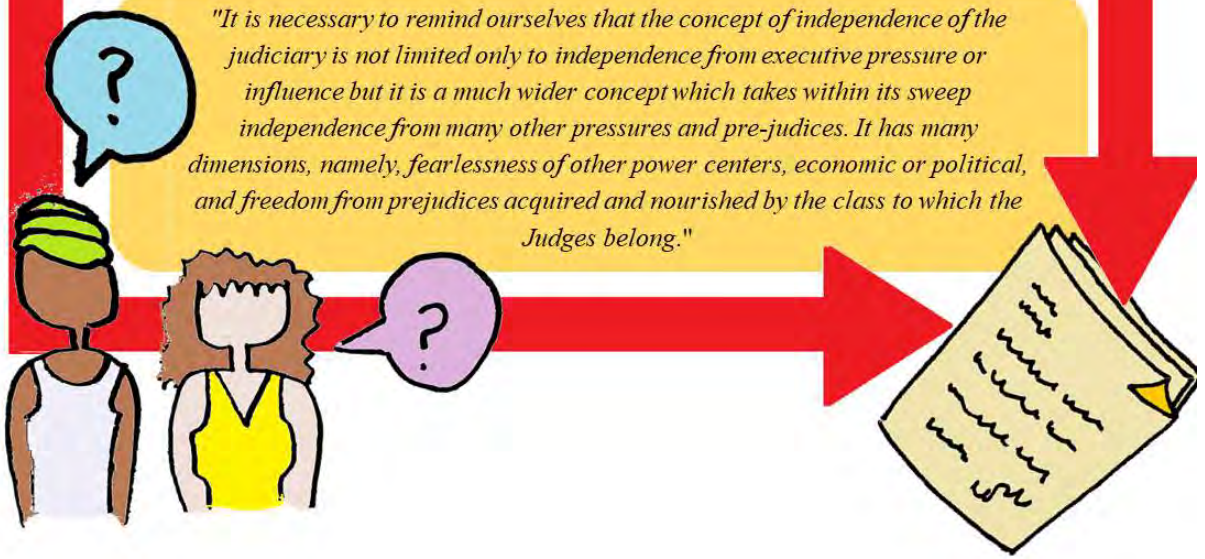 "It is necessary to remind ourselves that the concept of independence of the
judiciary is not limited only to independence from executive pressure or
influence but it is a much wider concept which takes within its sweep
independence from many other pressures and pre-judices. It has many
dimensions, namely, fearlessness of other power centers, economic or political,
and freedom from prejudices acquired and nourished by the class to which the
Judges belong."
?
?